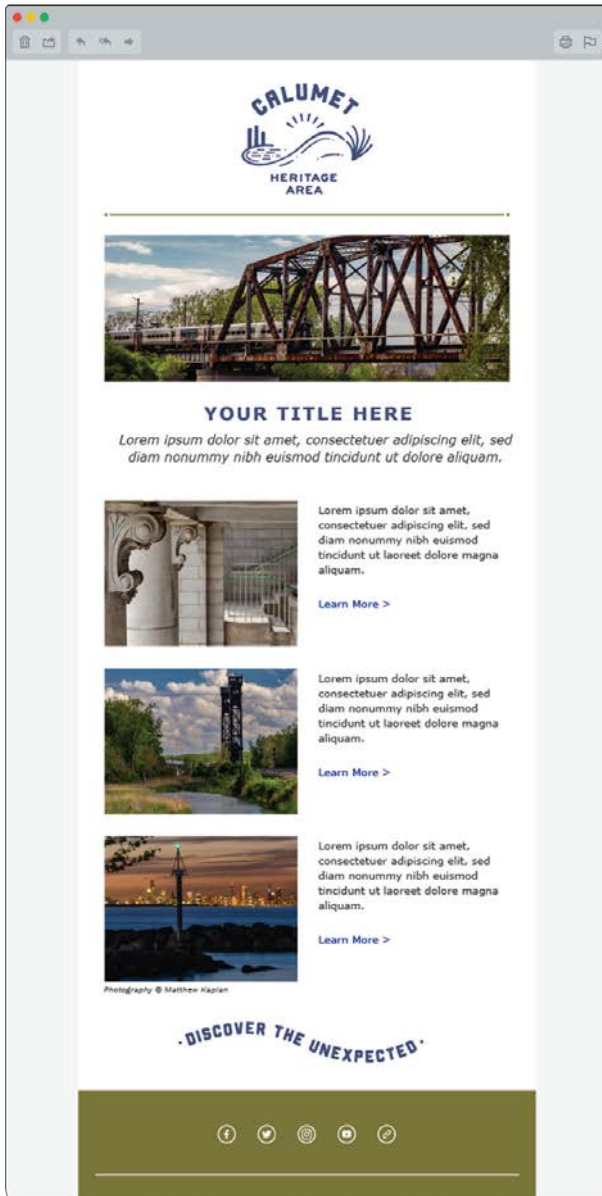 CALUMET
HERITAGE
AREA
YOUR TITLE HERE
Lorem ipsum dolor sit amet, consectetuer adipiscing elit, sed
diam nonummy nibh euismod tincidunt ut dolore aliquam.
Lorem ipsum dolor sit amet,
consectetuer adipiscing elit, sed
diam nonummy nibh euismod
tincidunt ut laoreet dolore magna
aliquam.
Learn More >
Lorem ipsum dolor sit amet,
consectetuer adipiscing elit, sed
diam nonummy nibh euismod
tincidunt ut laoreet dolore magna
aliquam.
Learn More >
Lorem ipsum dolor sit amet,
consectetuer adipiscing elit, sed
diam nonummy nibh euismod
tincidunt ut laoreet dolore magna
aliquam.
Learn More >
Photography © Matthew Kaplan
· DISCOVER THE UNEXPECTED ·